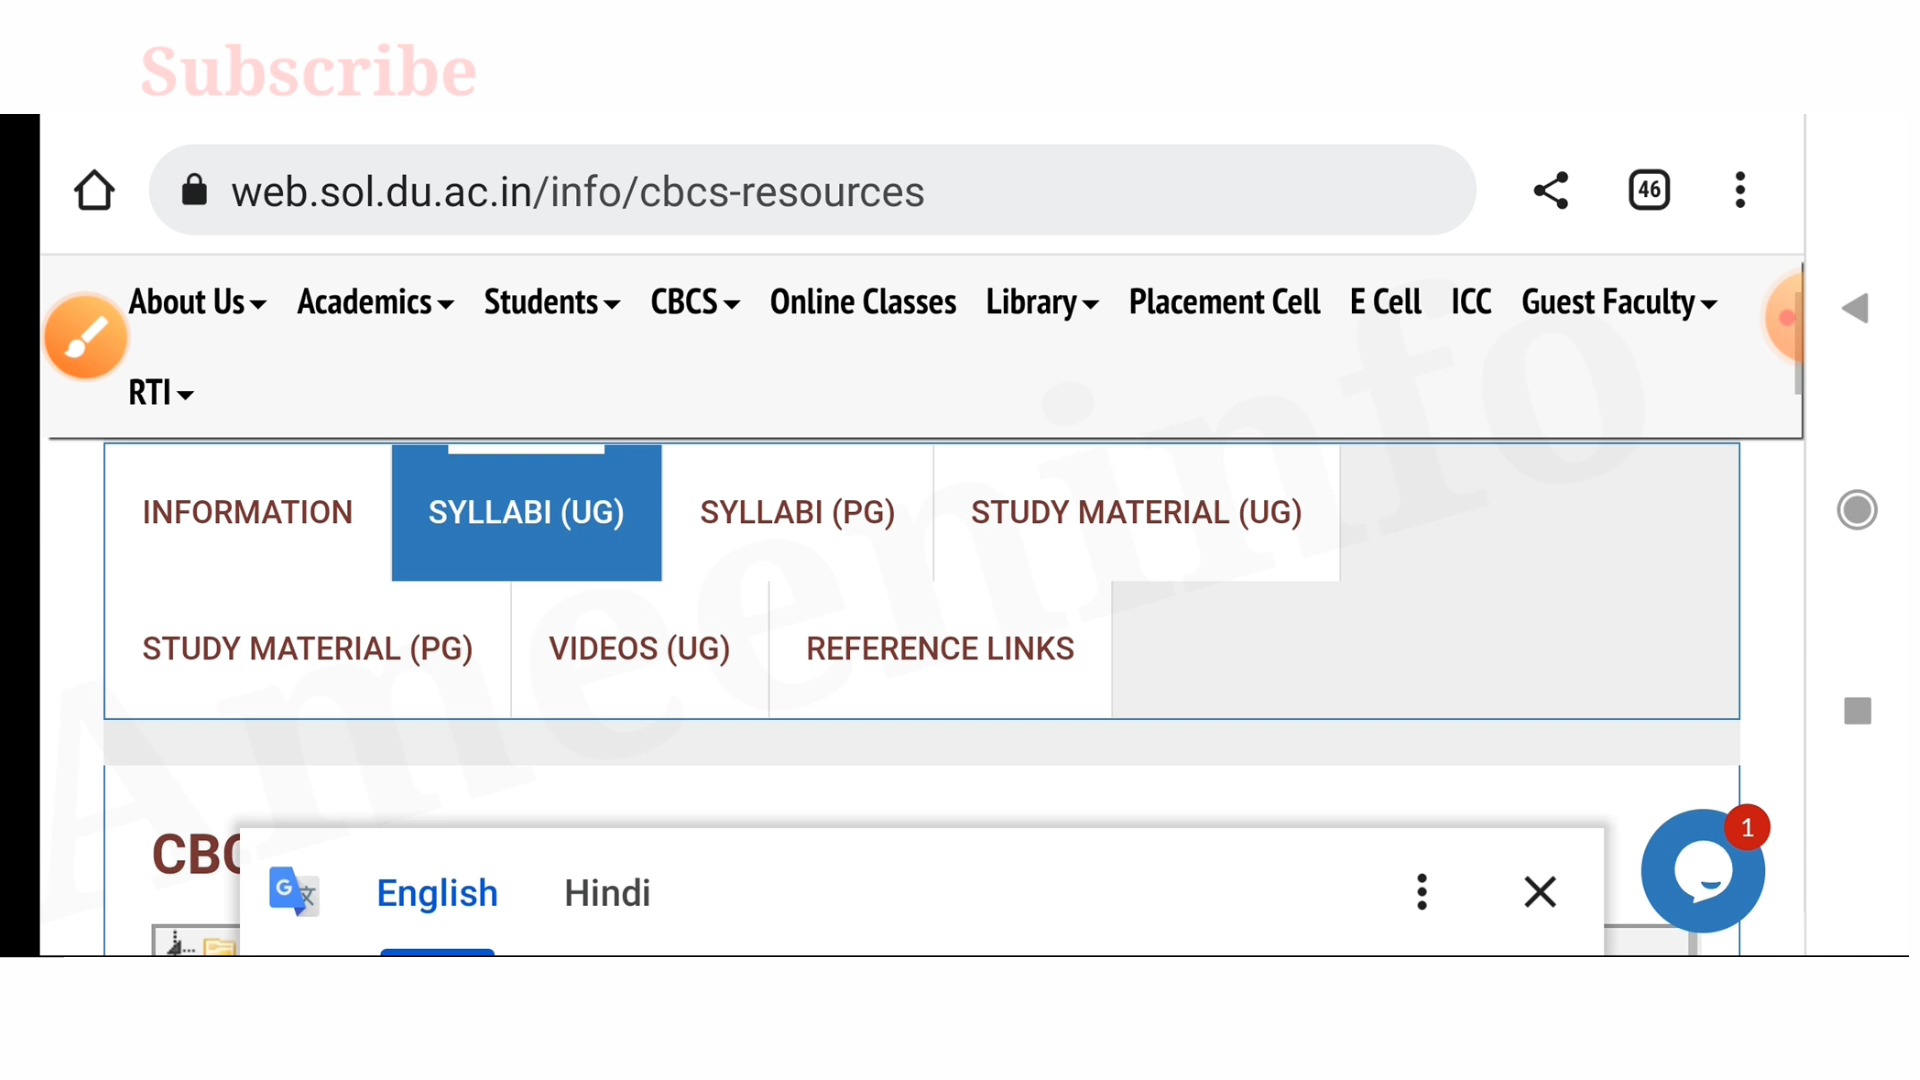 Subscribe
web.sol.du.ac.in/info/cbcs-resources
46
About Us Academics Students CBCS Online Classes Library Placement Cell E Cell ICC Guest Faculty
RTI
INFORMATION SYLLABI (UG) SYLLABI (PG) STUDY MATERIAL (UG)
STUDY MATERIAL (PG) VIDEOS (UG) REFERENCE LINKS
Ameeninfo
1
English Hindi